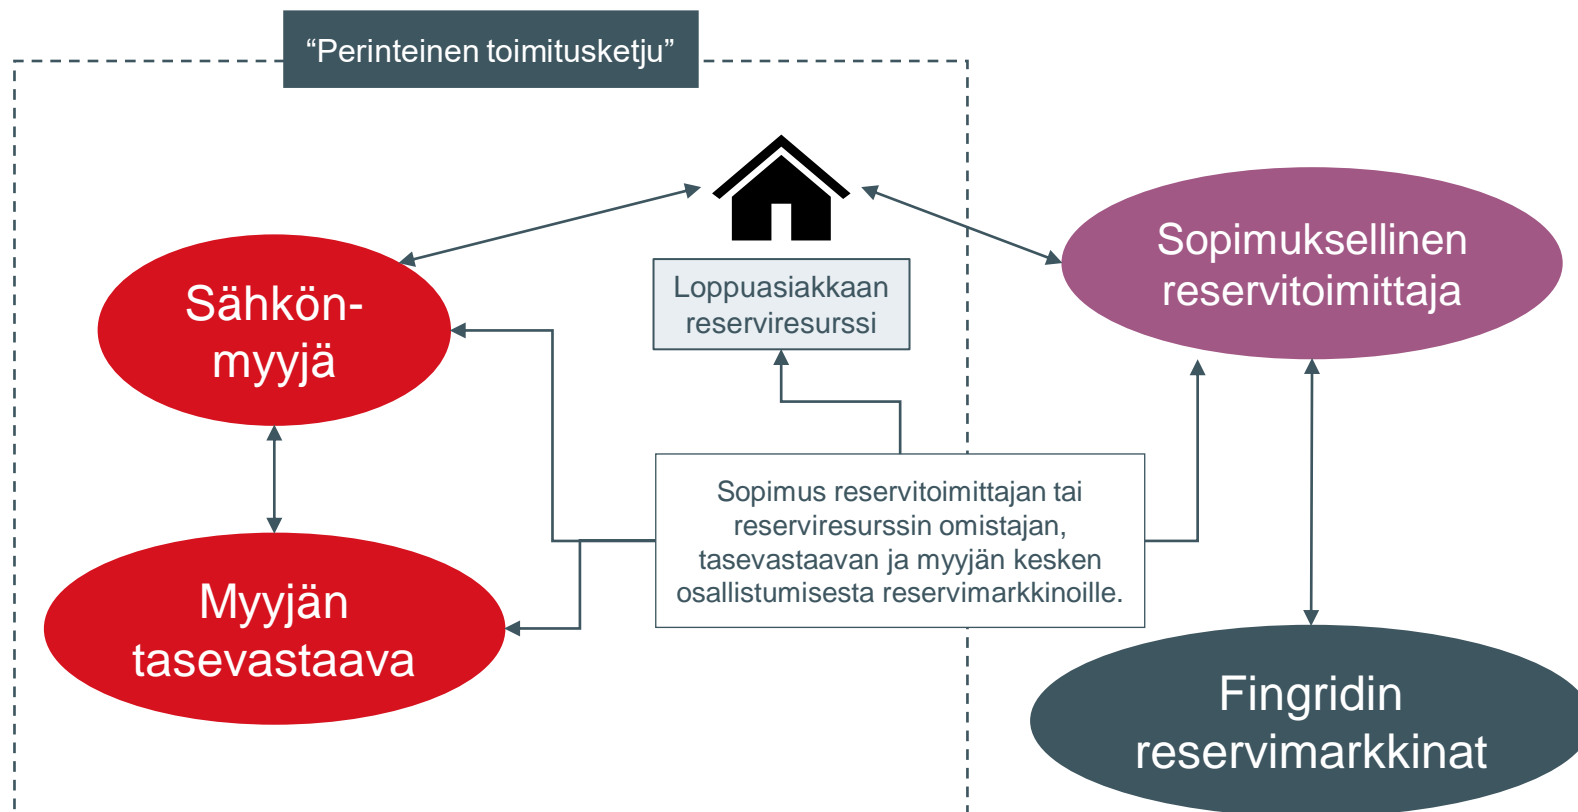 “Perinteinen toimitusketju”
Sopimuksellinen
reservitoimittaja
Loppuasiakkaan
reserviresurssi
Sähkön-
myyjä
Sopimus reservitoimittajan tai
reserviresurssin omistajan,
tasevastaavan ja myyjän kesken
osallistumisesta reservimarkkinoille.
Myyjän
tasevastaava
Fingridin
reservimarkkinat